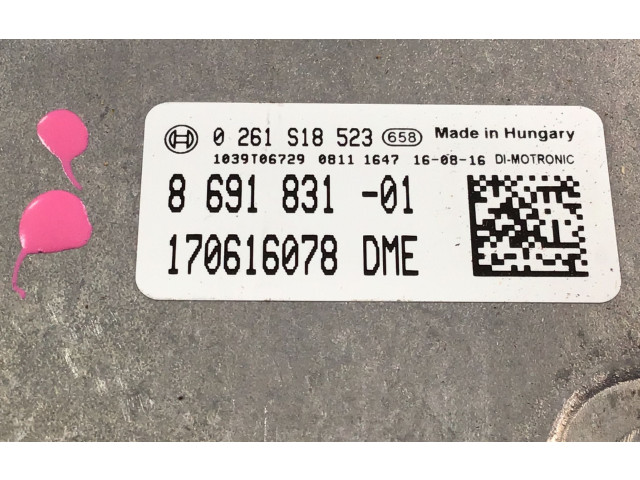 0 261 S18 523 658 Made in Hungary
1039T06729 0811 1647 16-08-16 DI-MOTRONIC
8 691 831 -01
170616078 DME